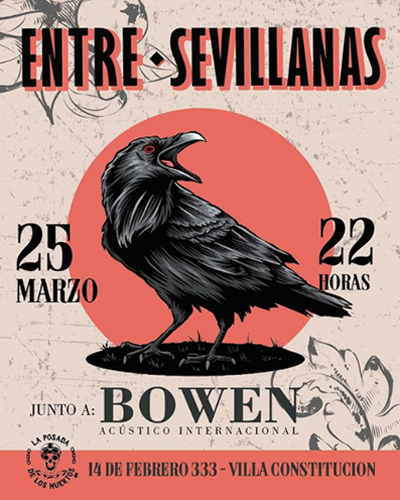 ENTRE · SEVILLANAS
25
MARZO
22
HORAS
JUNTO A: BOWEN
ACÚSTICO INTERNACIONAL
LA POSADA
DE LOS MUERTOS
14 DE FEBRERO 333 - VILLA CONSTITUCION